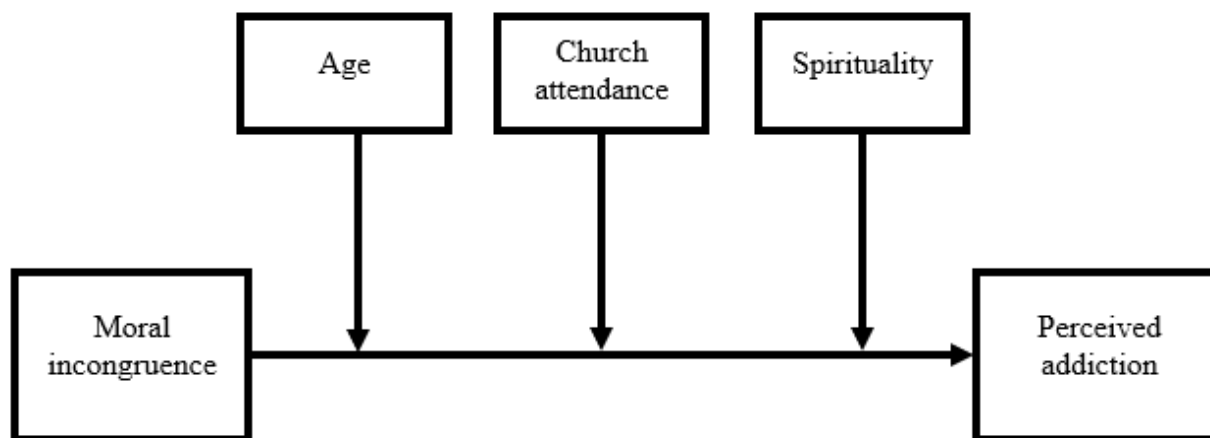 Age
Church
attendance
Spirituality
Moral
incongruence
Perceived
addiction